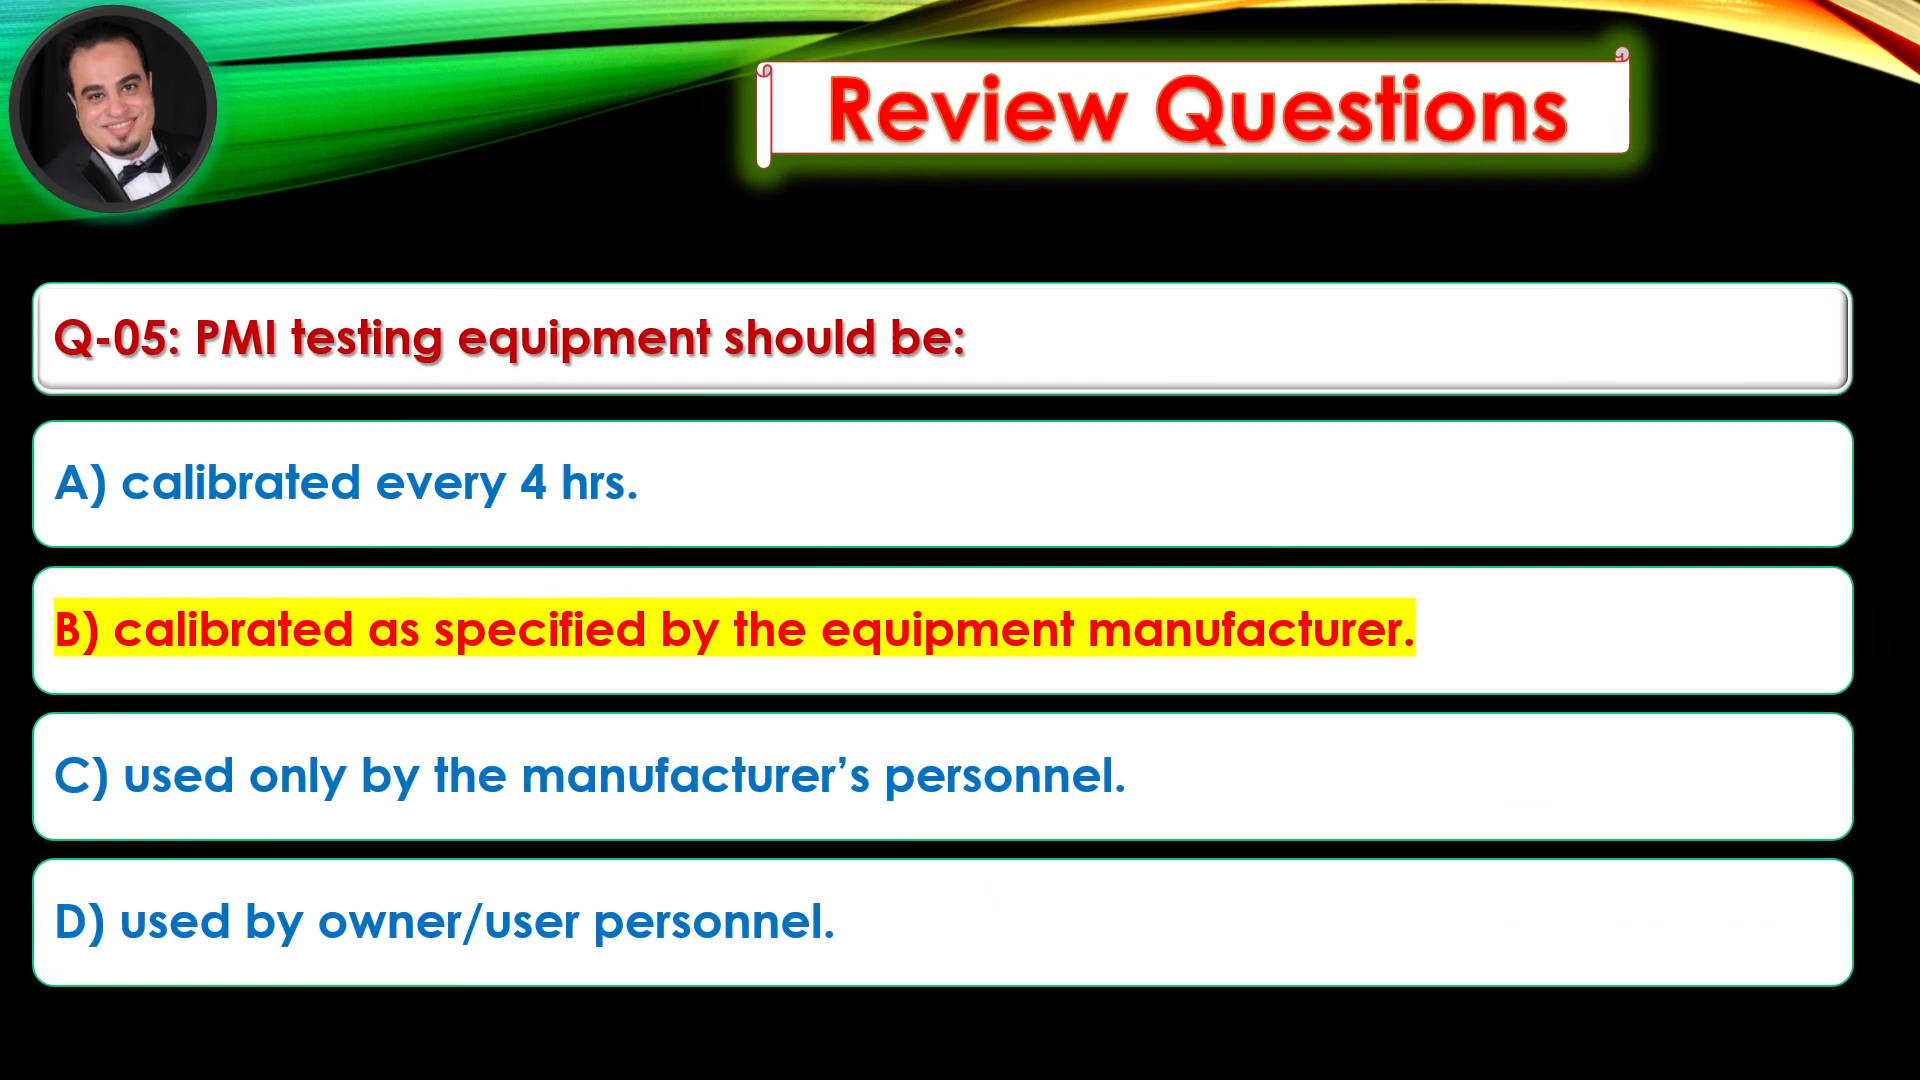 Review Questions
Q-05: PMI testing equipment should be:
A) calibrated every 4 hrs.
B) calibrated as specified by the equipment manufacturer.
C) used only by the manufacturer’s personnel.
D) used by owner/user personnel.